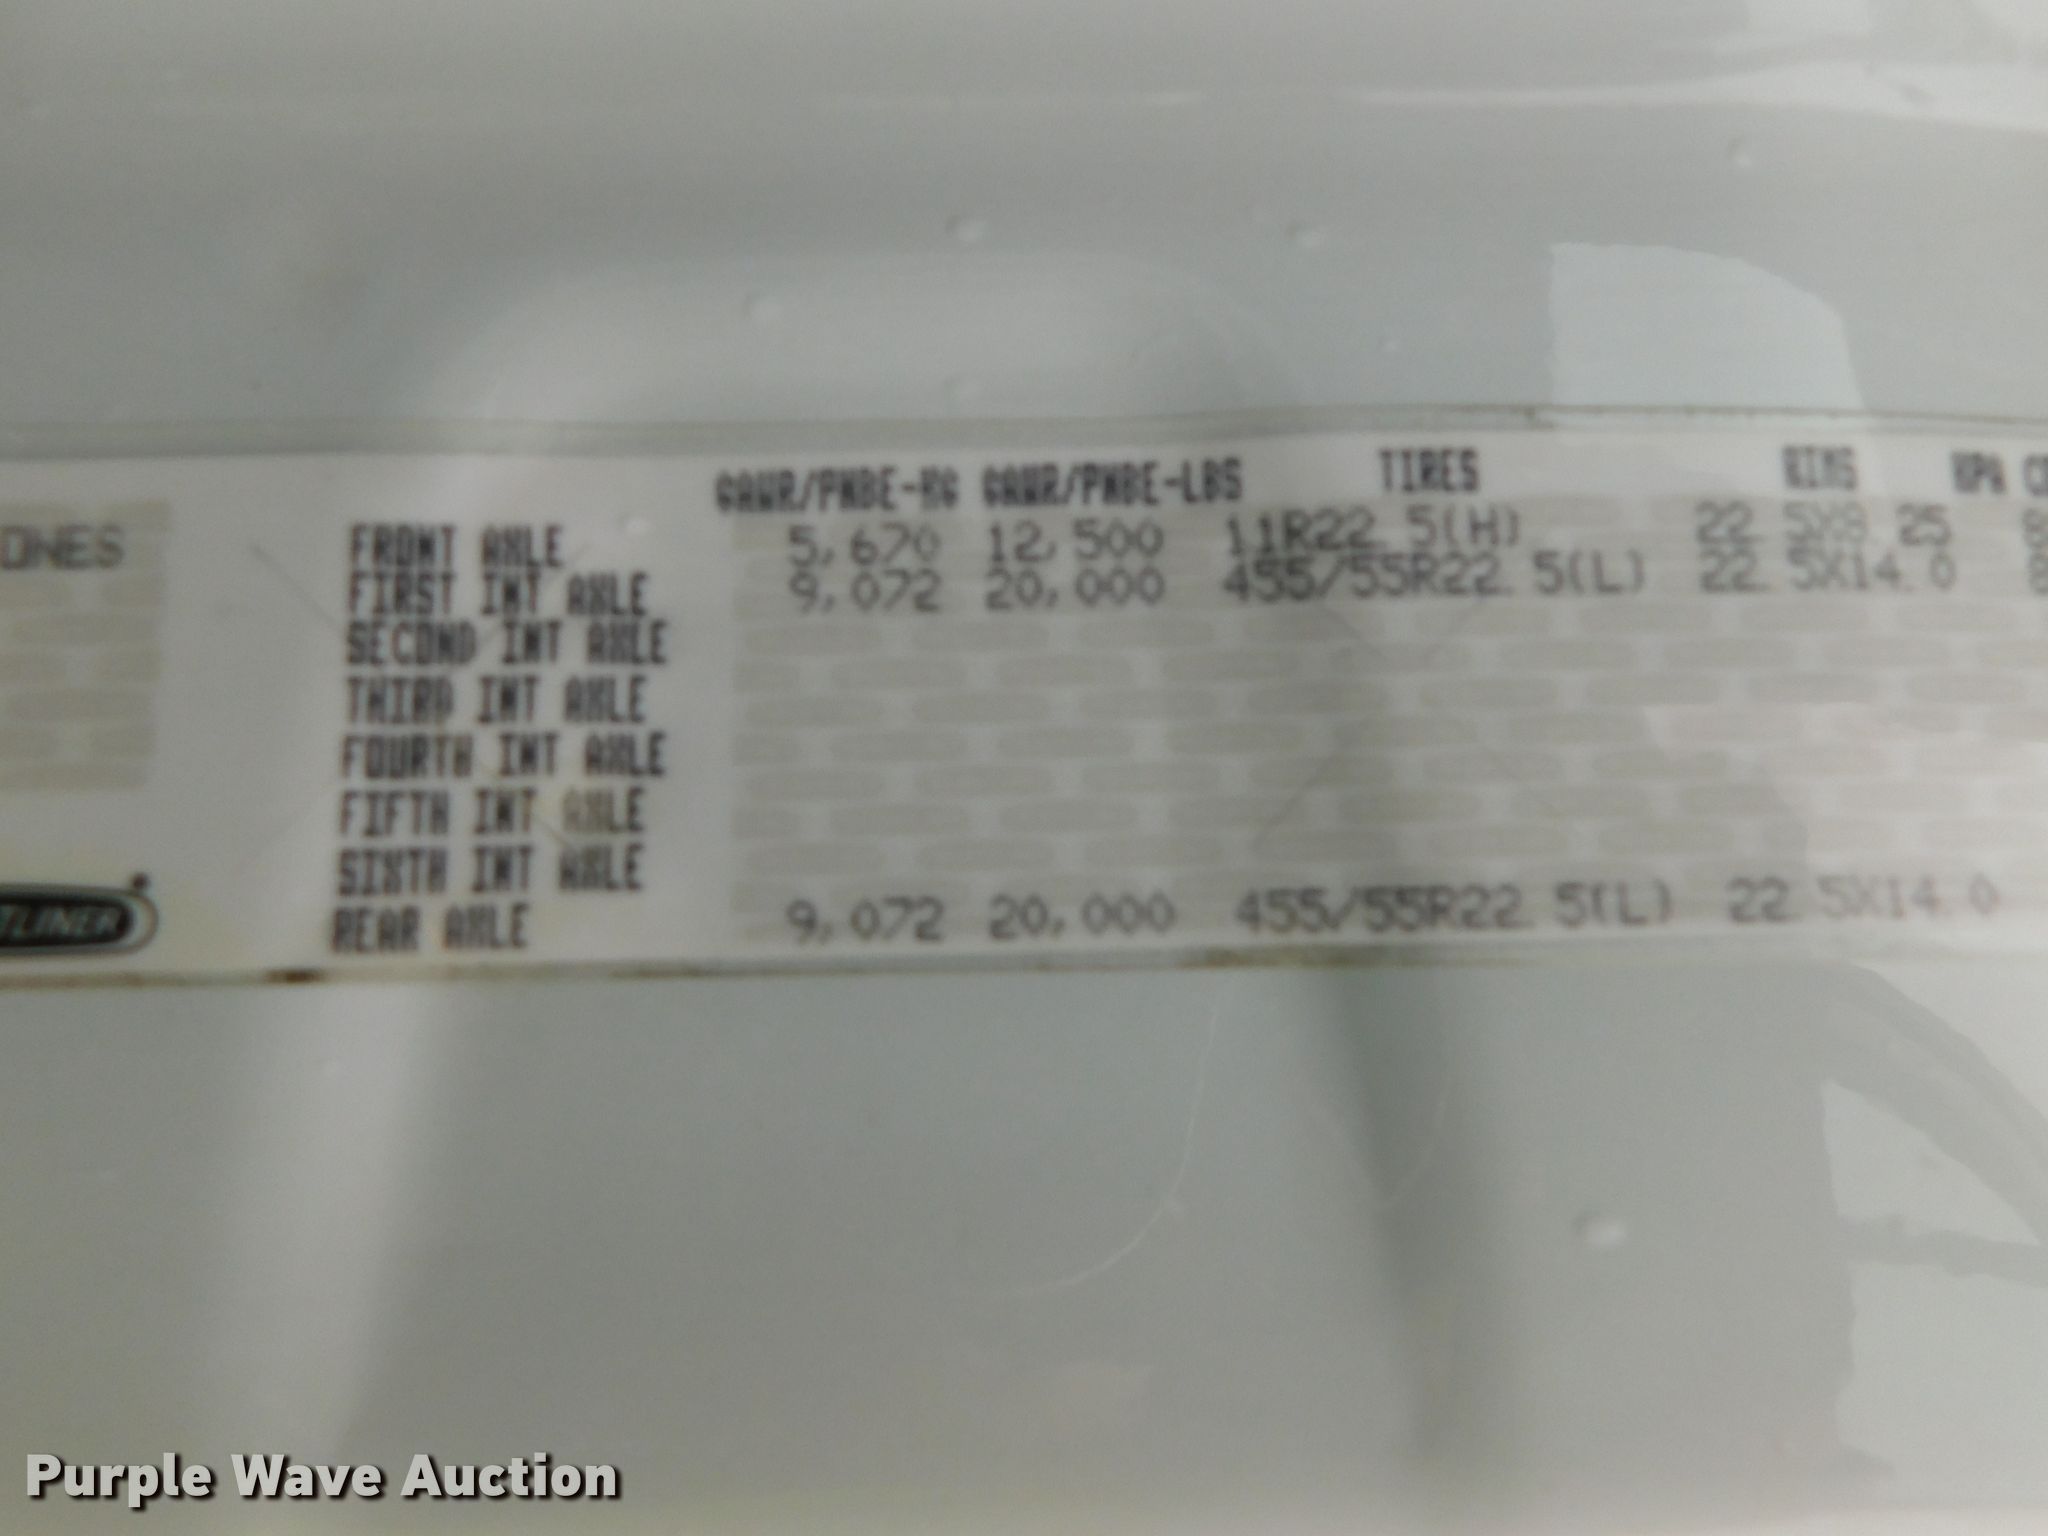 GAWR/PNBE-KG GAWR/PNBE-LBS TIRES RIMS KPA
ONES FRONT AXLE 5,670 12,500 11R22.5(H) 22.5X8.25
FIRST INT AXLE 9,072 20,000 455/55R22.5(L) 22.5X14.0
SECOND INT AXLE
THIRD INT AXLE
FOURTH INT AXLE
FIFTH INT AXLE
SIXTH INT AXLE
TLINER REAR AXLE 9,072 20,000 455/55R22.5(L) 22.5X14.0
Purple Wave Auction